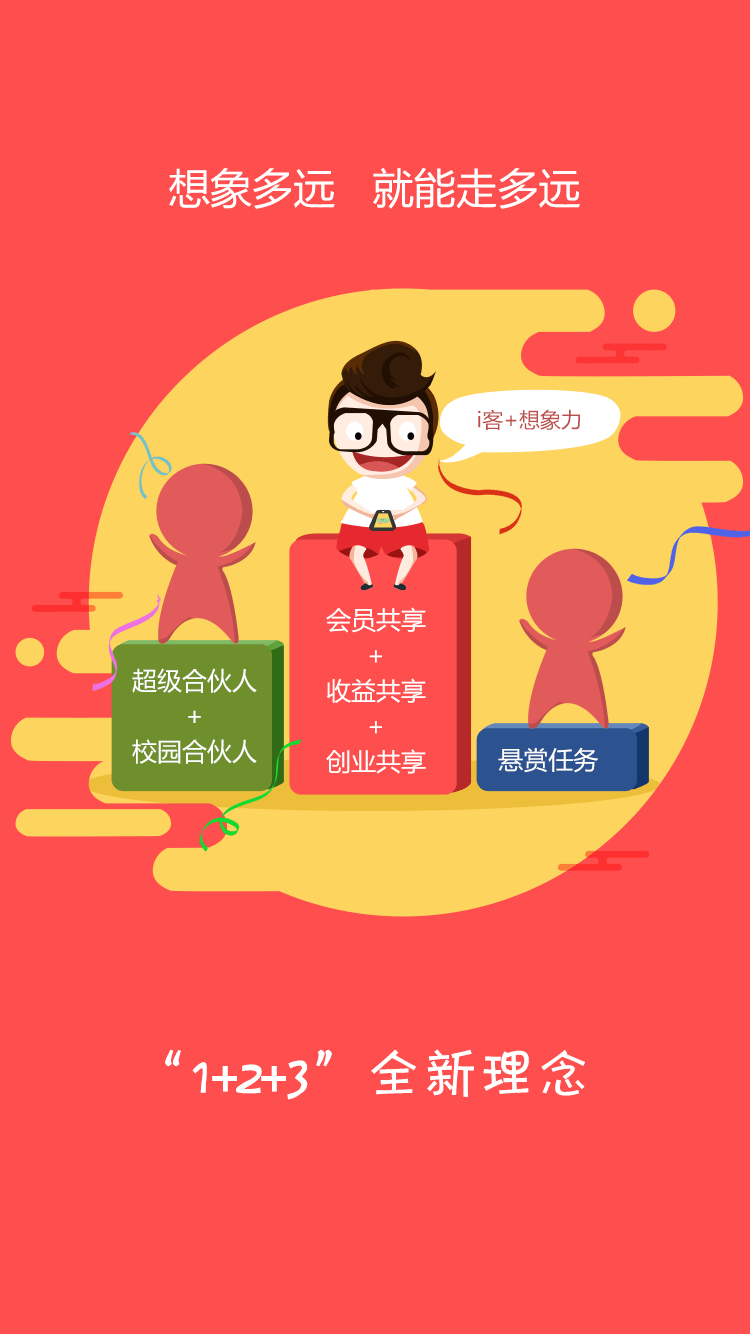 想象多远 就能走多远
i客+想象力
超级合伙人
+
校园合伙人
会员共享
+
收益共享
+
创业共享
悬赏任务
“1+2+3” 全新理念